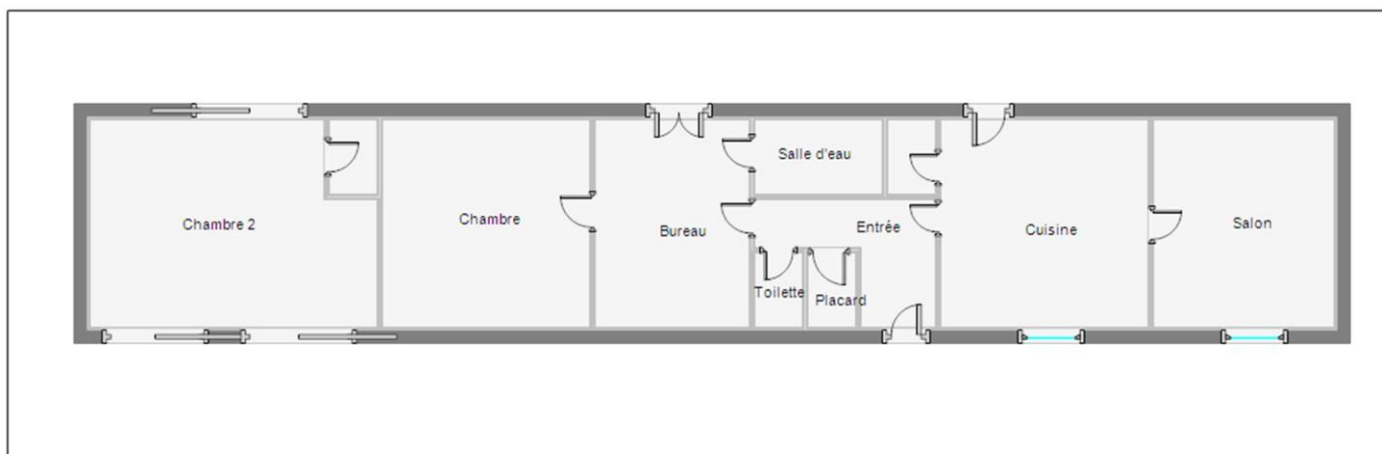 Salle d'eau
Chambre 2
Chambre
Bureau
Entrée
Cuisine
Salon
Toilette
Placard